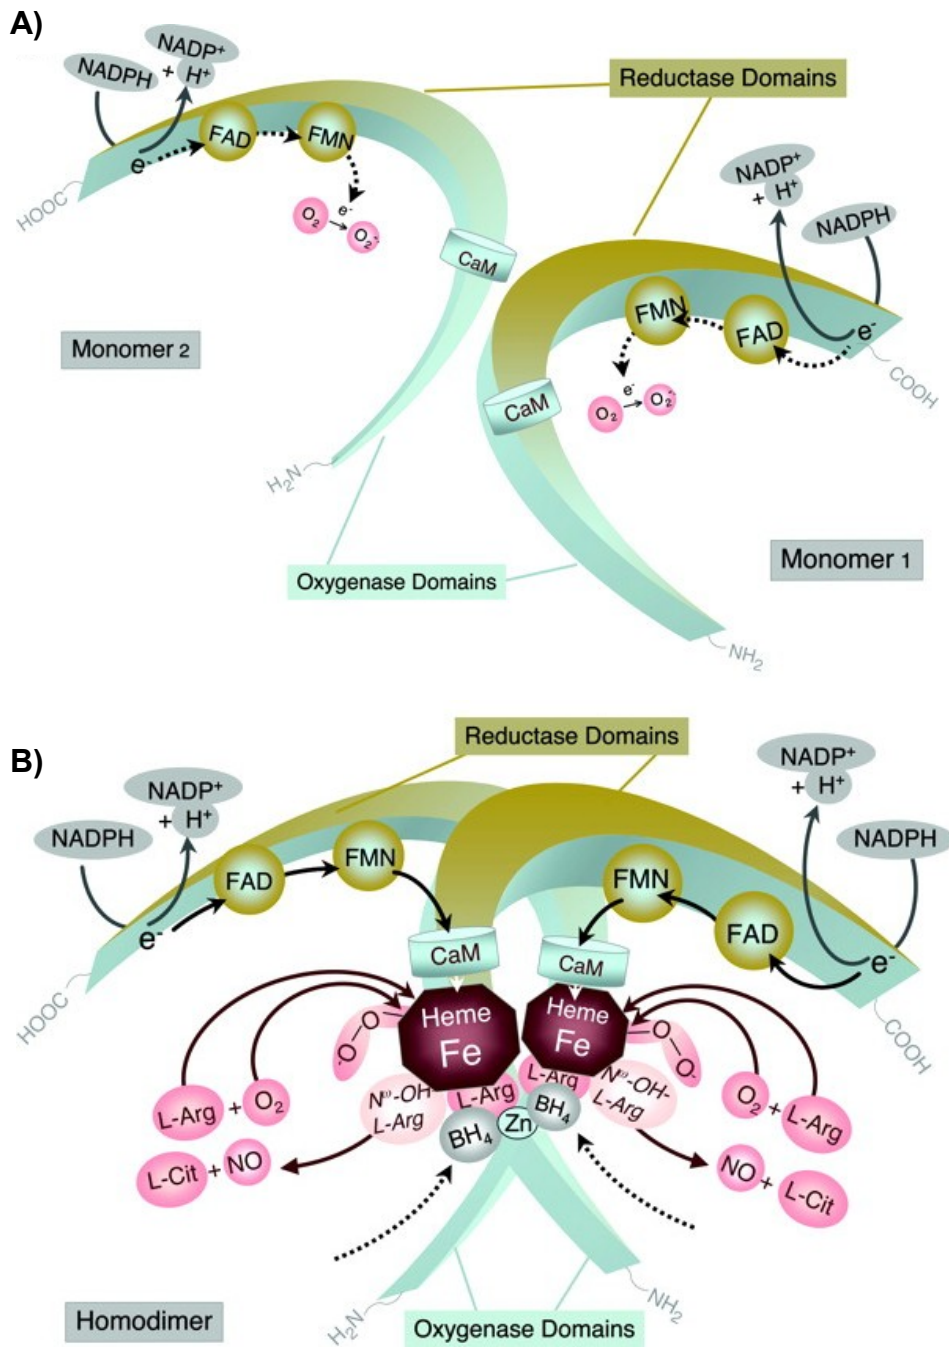 A)
NADP⁺
NADPH
+ H⁺
Reductase Domains
FAD
FMN
e⁻
HOOC
e⁻
O₂
O₂⁻
CaM
NADP⁺
+ H⁺
NADPH
FMN
FAD
e⁻
COOH
Monomer 2
e⁻
O₂
O₂⁻
CaM
H₂N
Monomer 1
Oxygenase Domains
NH₂
B)
Reductase Domains
NADP⁺
+ H⁺
NADPH
NADP⁺
+ H⁺
NADPH
FAD
FMN
FMN
FAD
e⁻
e⁻
CaM
CaM
HOOC
COOH
Heme
Fe
Heme
Fe
O
·O
O
O·
L-Arg + O₂
O₂ + L-Arg
Nω-OH
L-Arg
L-Arg
L-Arg
Nω-OH-
L-Arg
BH₄
Zn
BH₄
L-Cit + NO
NO + L-Cit
H₂N
NH₂
Homodimer
Oxygenase Domains